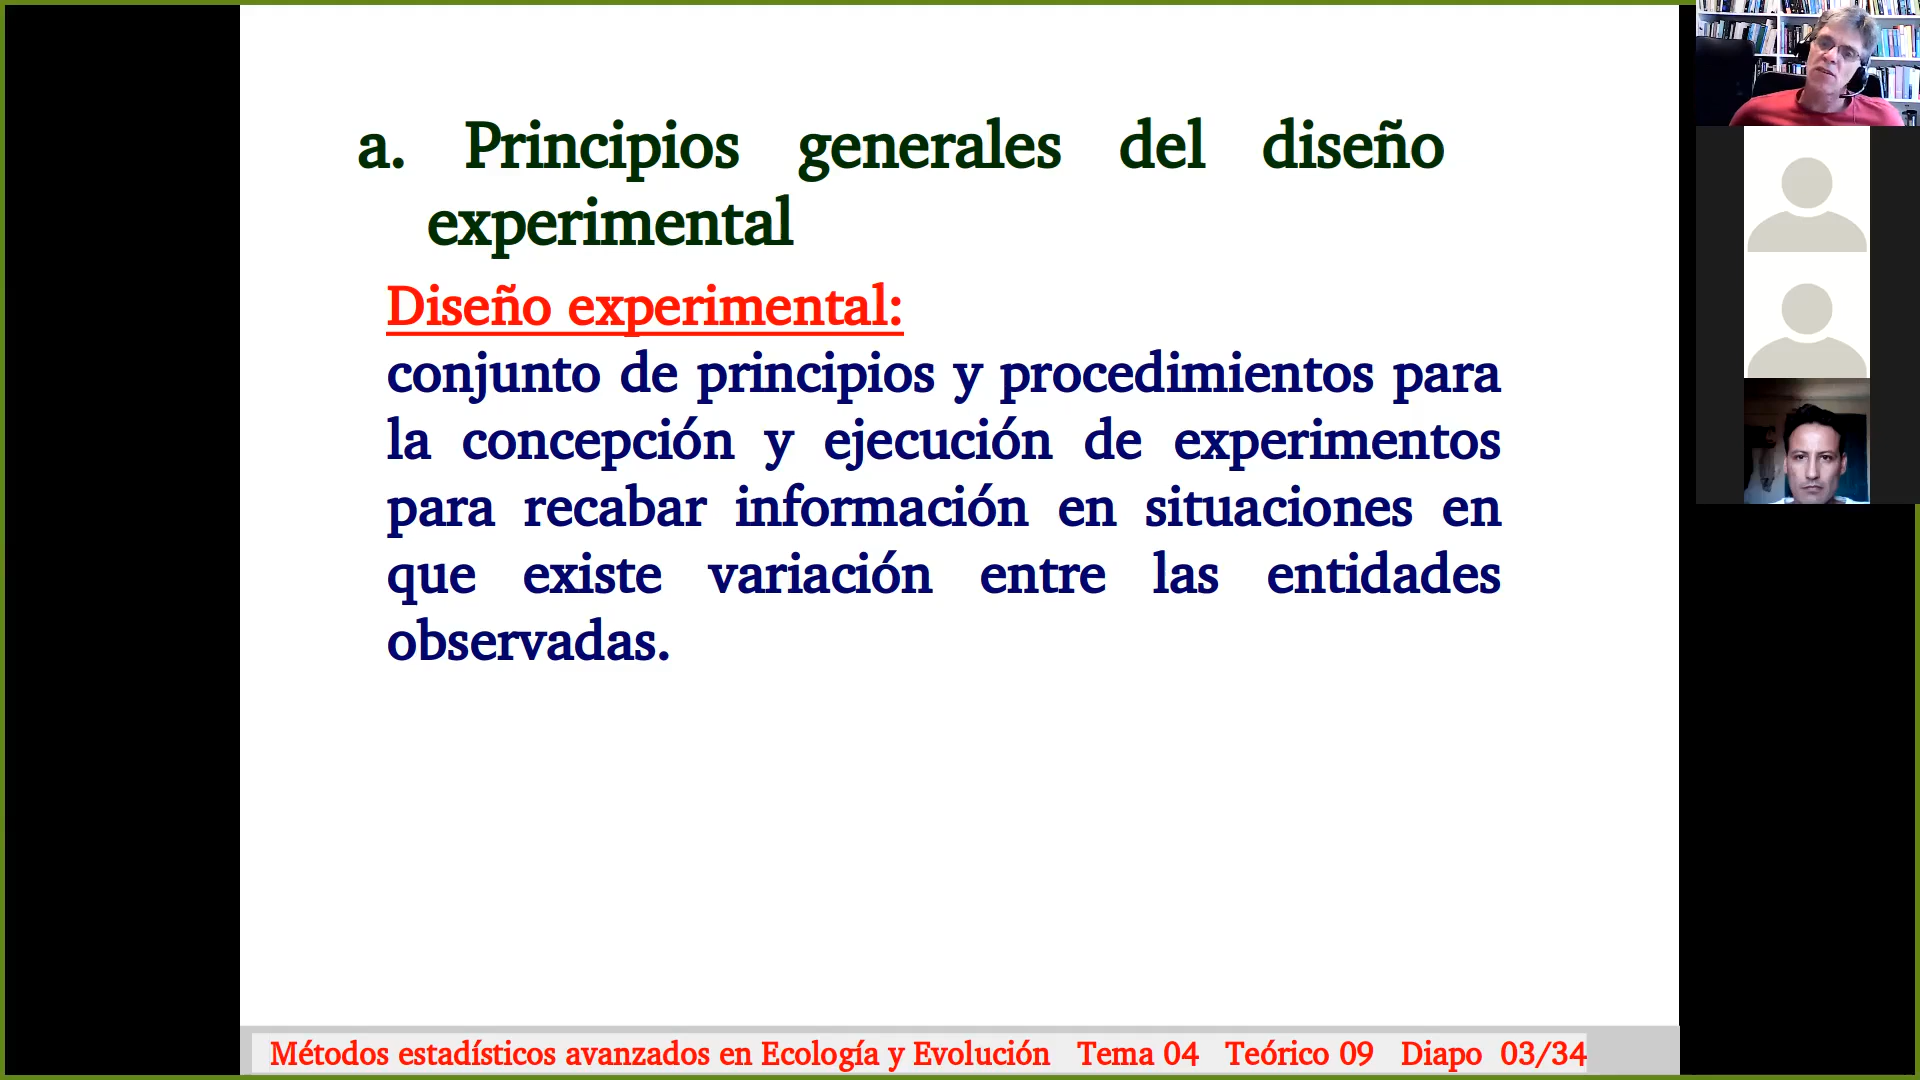 a. Principios generales del diseño
experimental
Diseño experimental:
conjunto de principios y procedimientos para
la concepción y ejecución de experimentos
para recabar información en situaciones en
que existe variación entre las entidades
observadas.
Métodos estadísticos avanzados en Ecología y Evolución Tema 04 Teórico 09 Diapo 03/34